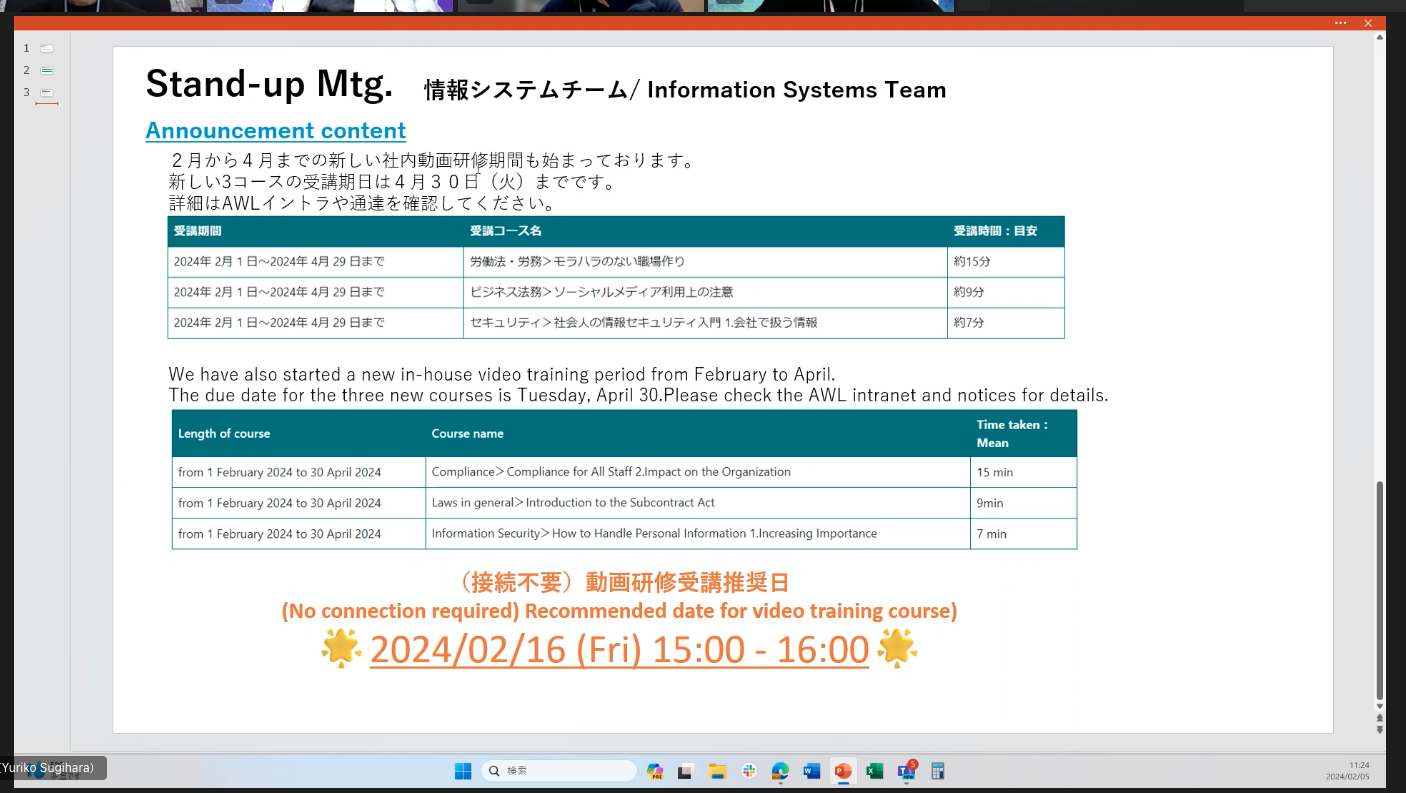 1
2
3
Stand-up Mtg. 情報システムチーム/ Information Systems Team
Announcement content
２月から４月までの新しい社内動画研修期間も始まっております。
新しい3コースの受講期日は４月３０日（火）までです。
詳細はAWLイントラや通達を確認してください。
受講期間 受講コース名 受講時間：目安
2024年 2月 1 日～2024年 4月 29 日まで 労働法・労務＞モラハラのない職場作り 約15分
2024年 2月 1 日～2024年 4月 29 日まで ビジネス法務＞ソーシャルメディア利用上の注意 約9分
2024年 2月 1 日～2024年 4月 29 日まで セキュリティ＞社会人の情報セキュリティ入門 1.会社で扱う情報 約7分
We have also started a new in-house video training period from February to April.
The due date for the three new courses is Tuesday, April 30.Please check the AWL intranet and notices for details.
Length of course Course name Time taken：
Mean
from 1 February 2024 to 30 April 2024 Compliance＞Compliance for All Staff 2.Impact on the Organization 15 min
from 1 February 2024 to 30 April 2024 Laws in general＞Introduction to the Subcontract Act 9min
from 1 February 2024 to 30 April 2024 Information Security＞How to Handle Personal Information 1.Increasing Importance 7 min
（接続不要）動画研修受講推奨日
(No connection required) Recommended date for video training course)
2024/02/16 (Fri) 15:00 - 16:00
(Yuriko Sugihara)
検索
PRE
5
NEW
11:24
2024/02/05